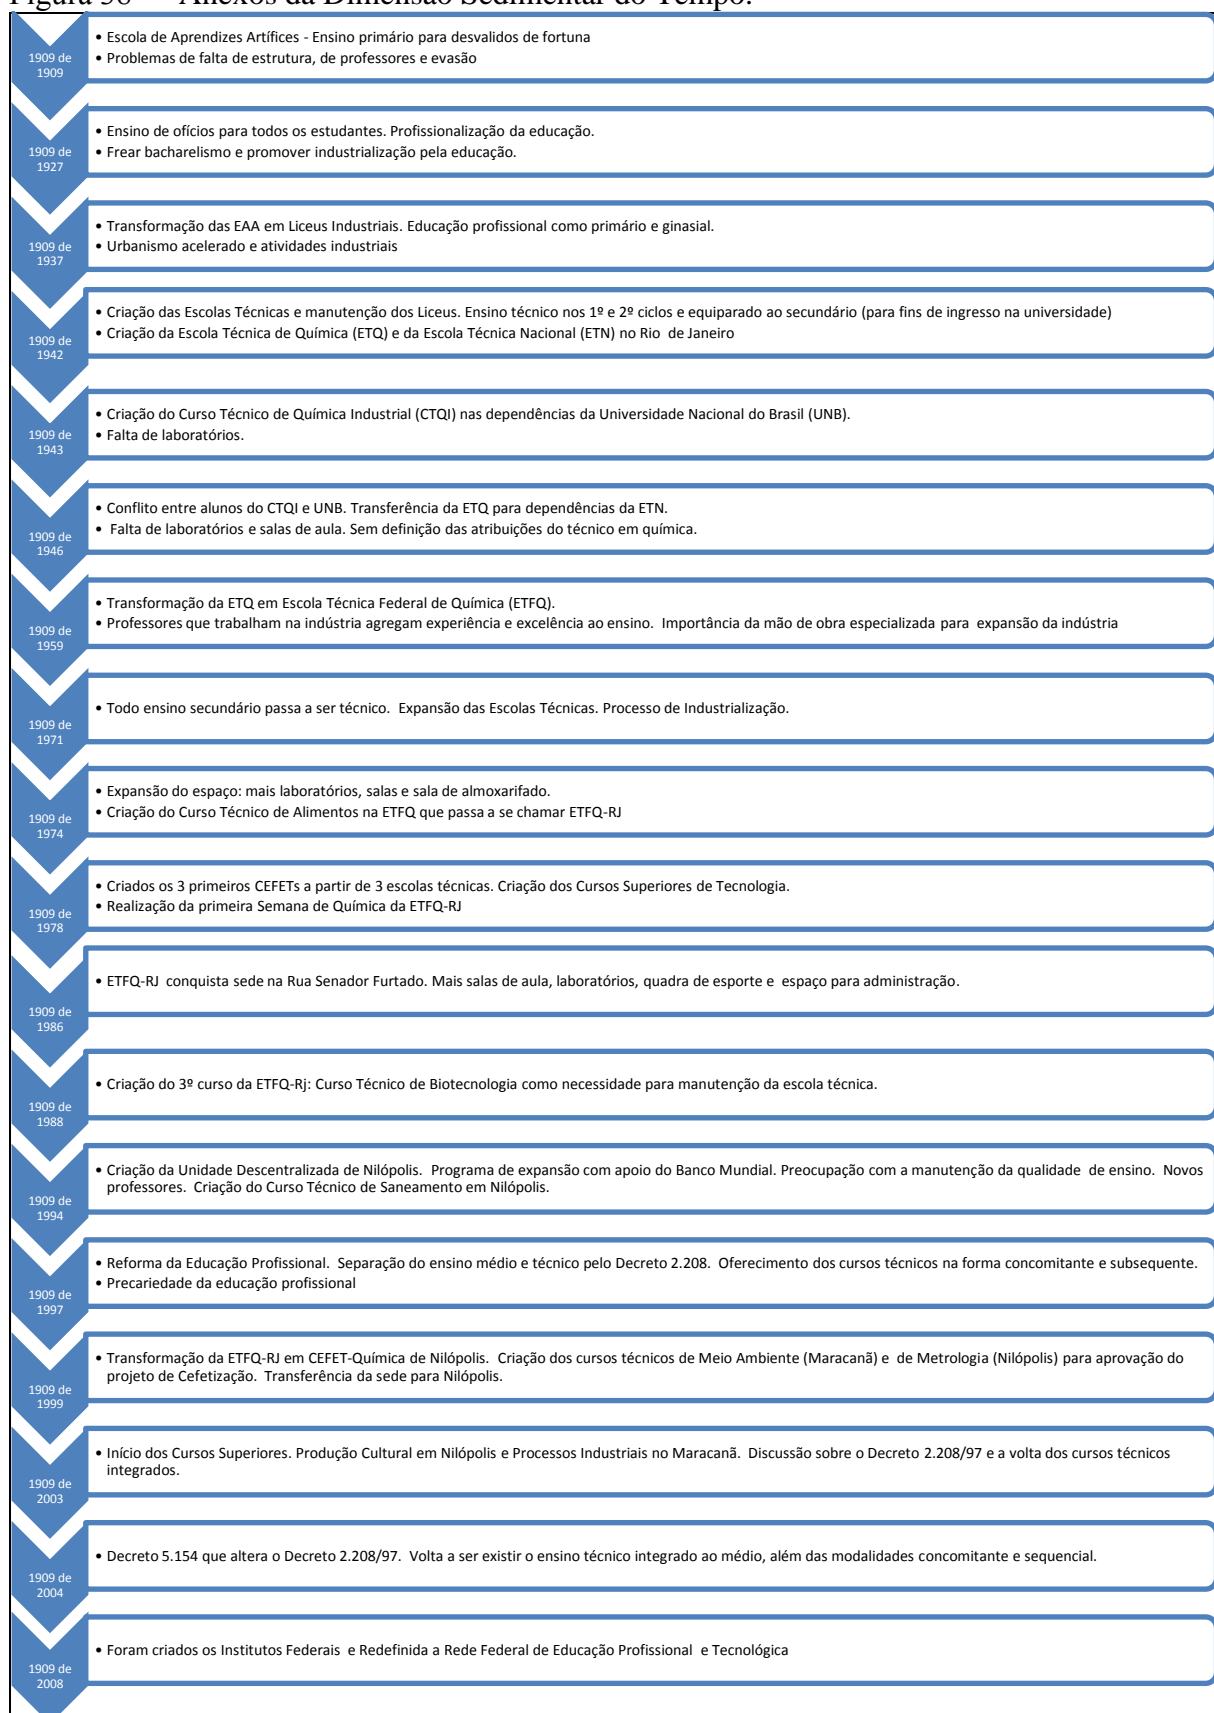 Figura 38 — Anexos da Dimensão Sedimentar do Tempo.
1909 de
1909
• Escola de Aprendizes Artífices - Ensino primário para desvalidos de fortuna
• Problemas de falta de estrutura, de professores e evasão
1909 de
1927
• Ensino de ofícios para todos os estudantes. Profissionalização da educação.
• Frear bacharelismo e promover industrialização pela educação.
1909 de
1937
• Transformação das EAA em Liceus Industriais. Educação profissional como primário e ginasial.
• Urbanismo acelerado e atividades industriais
1909 de
1942
• Criação das Escolas Técnicas e manutenção dos Liceus. Ensino técnico nos 1º e 2º ciclos e equiparado ao secundário (para fins de ingresso na universidade)
• Criação da Escola Técnica de Química (ETQ) e da Escola Técnica Nacional (ETN) no Rio de Janeiro
1909 de
1943
• Criação do Curso Técnico de Química Industrial (CTQI) nas dependências da Universidade Nacional do Brasil (UNB).
• Falta de laboratórios.
1909 de
1946
• Conflito entre alunos do CTQI e UNB. Transferência da ETQ para dependências da ETN.
• Falta de laboratórios e salas de aula. Sem definição das atribuições do técnico em química.
1909 de
1959
• Transformação da ETQ em Escola Técnica Federal de Química (ETFQ).
• Professores que trabalham na indústria agregam experiência e excelência ao ensino. Importância da mão de obra especializada para expansão da indústria
1909 de
1971
• Todo ensino secundário passa a ser técnico. Expansão das Escolas Técnicas. Processo de Industrialização.
1909 de
1974
• Expansão do espaço: mais laboratórios, salas e sala de almoxarifado.
• Criação do Curso Técnico de Alimentos na ETFQ que passa a se chamar ETFQ-RJ
1909 de
1978
• Criados os 3 primeiros CEFETs a partir de 3 escolas técnicas. Criação dos Cursos Superiores de Tecnologia.
• Realização da primeira Semana de Química da ETFQ-RJ
1909 de
1986
• ETFQ-RJ conquista sede na Rua Senador Furtado. Mais salas de aula, laboratórios, quadra de esporte e espaço para administração.
1909 de
1988
• Criação do 3º curso da ETFQ-Rj: Curso Técnico de Biotecnologia como necessidade para manutenção da escola técnica.
1909 de
1994
• Criação da Unidade Descentralizada de Nilópolis. Programa de expansão com apoio do Banco Mundial. Preocupação com a manutenção da qualidade de ensino. Novos
professores. Criação do Curso Técnico de Saneamento em Nilópolis.
1909 de
1997
• Reforma da Educação Profissional. Separação do ensino médio e técnico pelo Decreto 2.208. Oferecimento dos cursos técnicos na forma concomitante e subsequente.
• Precariedade da educação profissional
1909 de
1999
• Transformação da ETFQ-RJ em CEFET-Química de Nilópolis. Criação dos cursos técnicos de Meio Ambiente (Maracanã) e de Metrologia (Nilópolis) para aprovação do
projeto de Cefetização. Transferência da sede para Nilópolis.
1909 de
2003
• Início dos Cursos Superiores. Produção Cultural em Nilópolis e Processos Industriais no Maracanã. Discussão sobre o Decreto 2.208/97 e a volta dos cursos técnicos
integrados.
1909 de
2004
• Decreto 5.154 que altera o Decreto 2.208/97. Volta a ser existir o ensino técnico integrado ao médio, além das modalidades concomitante e sequencial.
1909 de
2008
• Foram criados os Institutos Federais e Redefinida a Rede Federal de Educação Profissional e Tecnológica